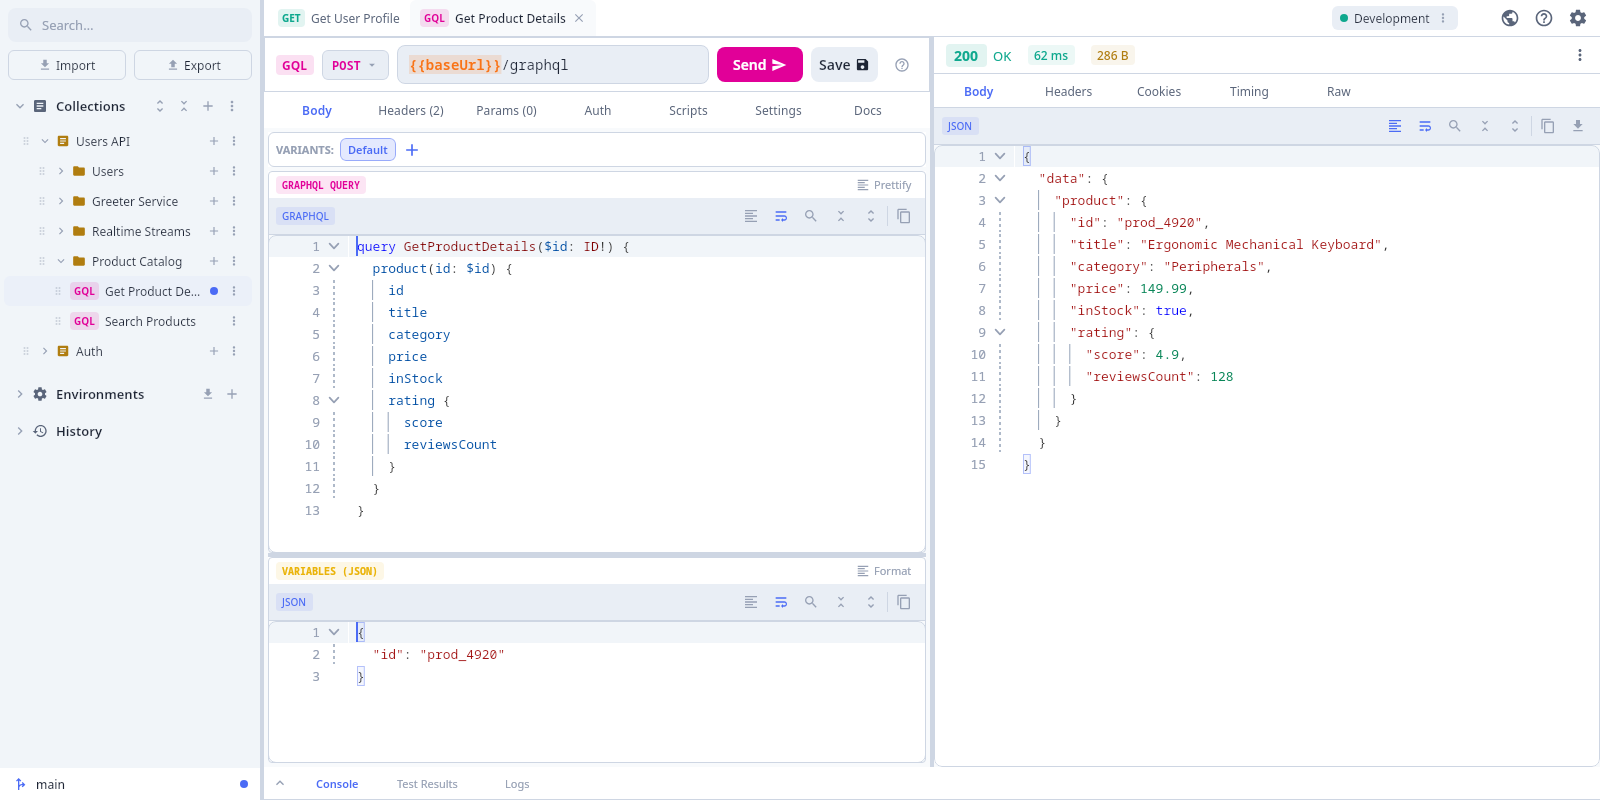 Search...
Import
Export
Collections
Users API
Users
Greeter Service
Realtime Streams
Product Catalog
GQL Get Product De...
GQL Search Products
Auth
Environments
History
main
GET Get User Profile
GQL Get Product Details
Development
GQL
POST
{{baseUrl}}/graphql
Send
Save
Body
Headers (2)
Params (0)
Auth
Scripts
Settings
Docs
VARIANTS:
Default
GRAPHQL QUERY
Prettify
GRAPHQL
1 query GetProductDetails($id: ID!) {
2 product(id: $id) {
3 id
4 title
5 category
6 price
7 inStock
8 rating {
9 score
10 reviewsCount
11 }
12 }
13 }
VARIABLES (JSON)
Format
JSON
1 {
2 "id": "prod_4920"
3 }
Console
Test Results
Logs
200 OK
62 ms
286 B
Body
Headers
Cookies
Timing
Raw
JSON
1 {
2 "data": {
3 "product": {
4 "id": "prod_4920",
5 "title": "Ergonomic Mechanical Keyboard",
6 "category": "Peripherals",
7 "price": 149.99,
8 "inStock": true,
9 "rating": {
10 "score": 4.9,
11 "reviewsCount": 128
12 }
13 }
14 }
15 }